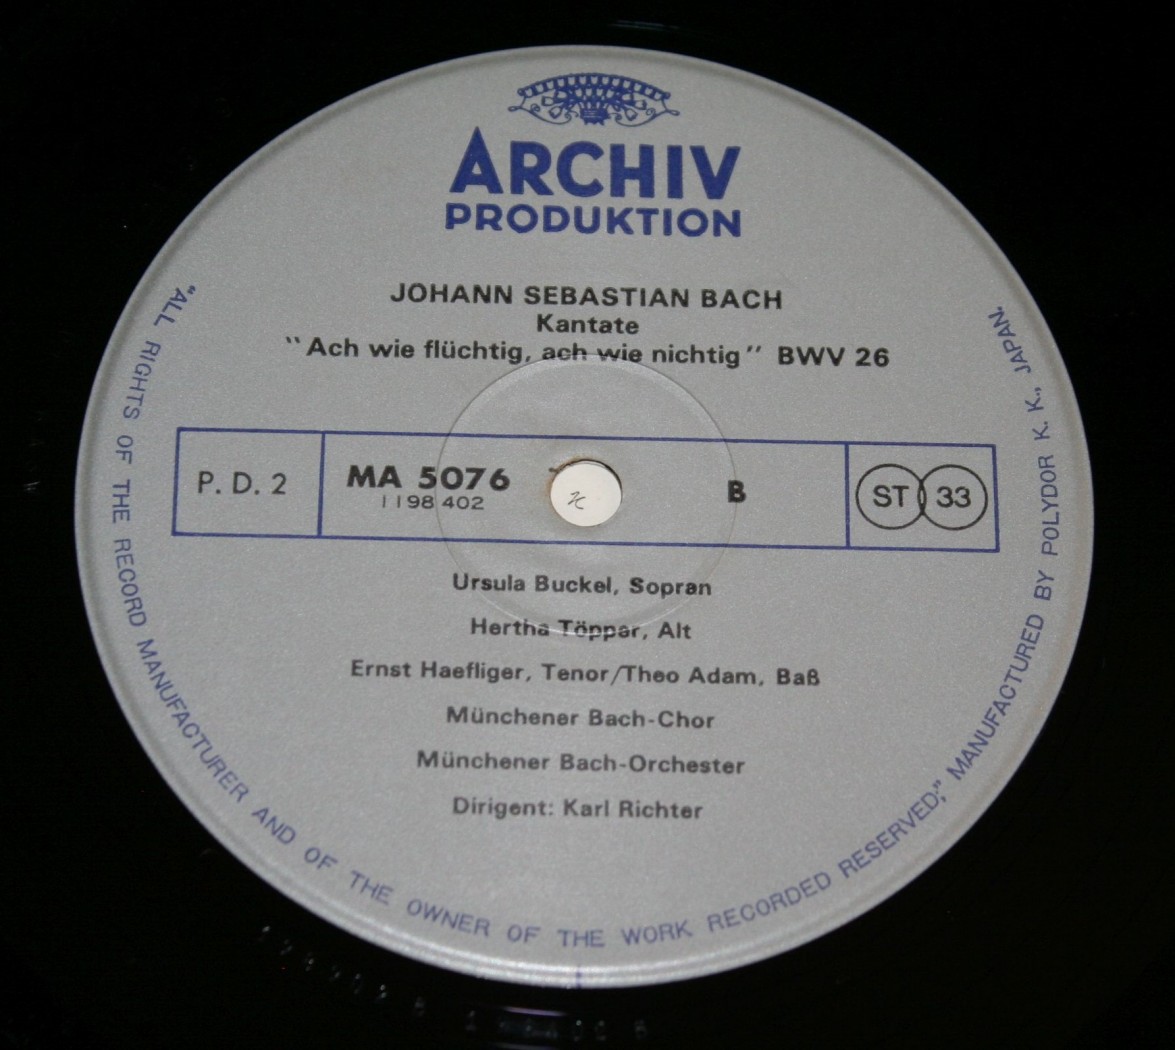 ARCHIV
PRODUKTION
JOHANN SEBASTIAN BACH
Kantate
"Ach wie flüchtig, ach wie nichtig" BWV 26
P. D. 2
MA 5076
1198 402
B
ST 33
Ursula Buckel, Sopran
Hertha Töppar, Alt
Ernst Haefliger, Tenor/Theo Adam, Baß
Münchener Bach-Chor
Münchener Bach-Orchester
Dirigent: Karl Richter
"ALL RIGHTS OF THE RECORD MANUFACTURER AND OF THE OWNER OF THE WORK RECORDED RESERVED;" MANUFACTURED BY POLYDOR K. K., JAPAN.